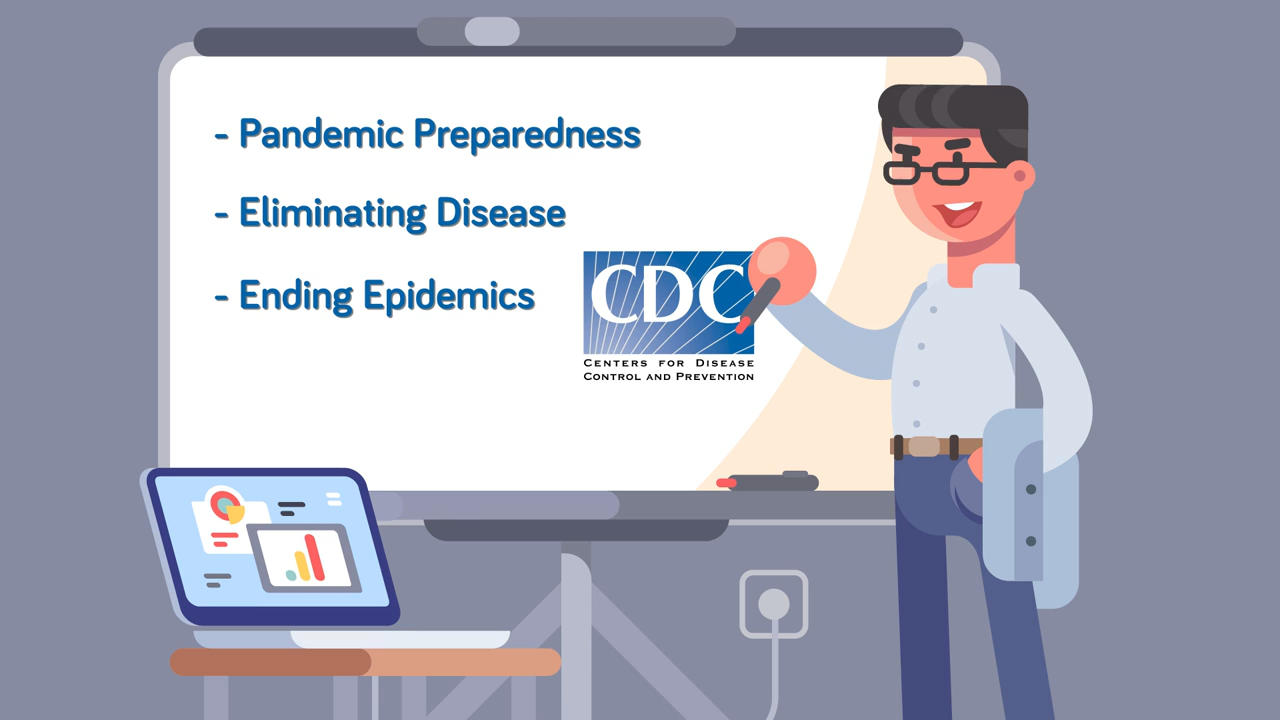 - Pandemic Preparedness
- Eliminating Disease
- Ending Epidemics
CDC
CENTERS FOR DISEASE
CONTROL AND PREVENTION